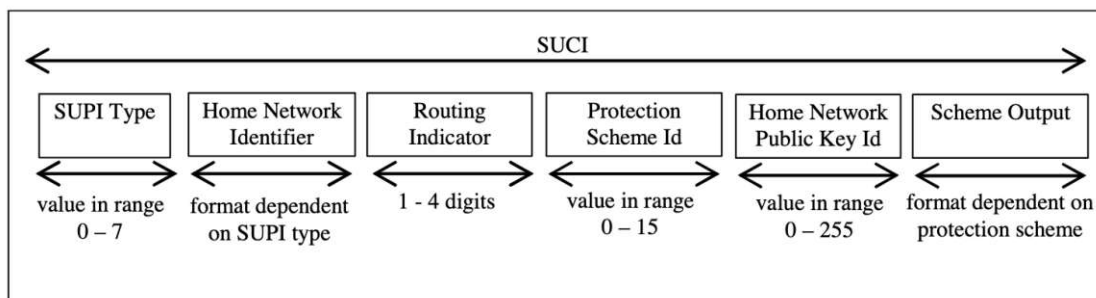 SUCI
SUPI Type
Home Network
Identifier
Routing
Indicator
Protection
Scheme Id
Home Network
Public Key Id
Scheme Output
value in range
0 – 7
format dependent
on SUPI type
1 - 4 digits
value in range
0 – 15
value in range
0 – 255
format dependent on
protection scheme